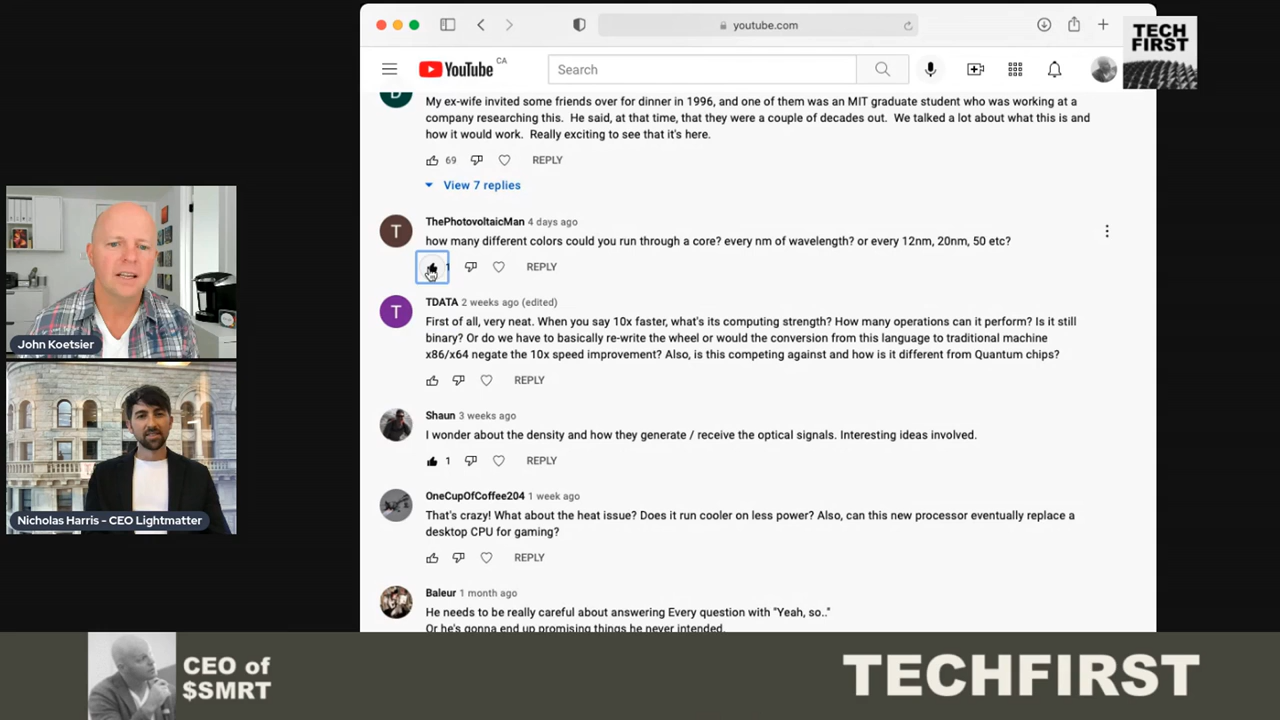 youtube.com
TECH
FIRST
YouTube CA
Search
D
My ex-wife invited some friends over for dinner in 1996, and one of them was an MIT graduate student who was working at a
company researching this. He said, at that time, that they were a couple of decades out. We talked a lot about what this is and
how it would work. Really exciting to see that it's here.
69 REPLY
View 7 replies
T
ThePhotovoltaicMan 4 days ago
how many different colors could you run through a core? every nm of wavelength? or every 12nm, 20nm, 50 etc?
1 REPLY
T
TDATA 2 weeks ago (edited)
First of all, very neat. When you say 10x faster, what's its computing strength? How many operations can it perform? Is it still
binary? Or do we have to basically re-write the wheel or would the conversion from this language to traditional machine
x86/x64 negate the 10x speed improvement? Also, is this competing against and how is it different from Quantum chips?
REPLY
Shaun 3 weeks ago
I wonder about the density and how they generate / receive the optical signals. Interesting ideas involved.
1 REPLY
OneCupOfCoffee204 1 week ago
That's crazy! What about the heat issue? Does it run cooler on less power? Also, can this new processor eventually replace a
desktop CPU for gaming?
REPLY
Baleur 1 month ago
He needs to be really careful about answering Every question with "Yeah, so.."
Or he's gonna end up promising things he never intended.
John Koetsier
Nicholas Harris - CEO Lightmatter
CEO of
$SMRT
TECHFIRST